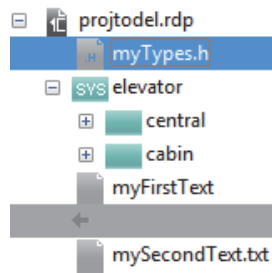 projtodel.rdp
.H myTypes.h
SYS elevator
central
cabin
myFirstText
mySecondText.txt